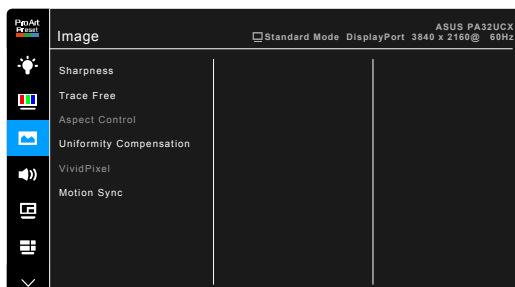 ProArt
Preset
Image
ASUS PA32UCX
Standard Mode DisplayPort 3840 x 2160@ 60Hz
Sharpness
Trace Free
Aspect Control
Uniformity Compensation
VividPixel
Motion Sync